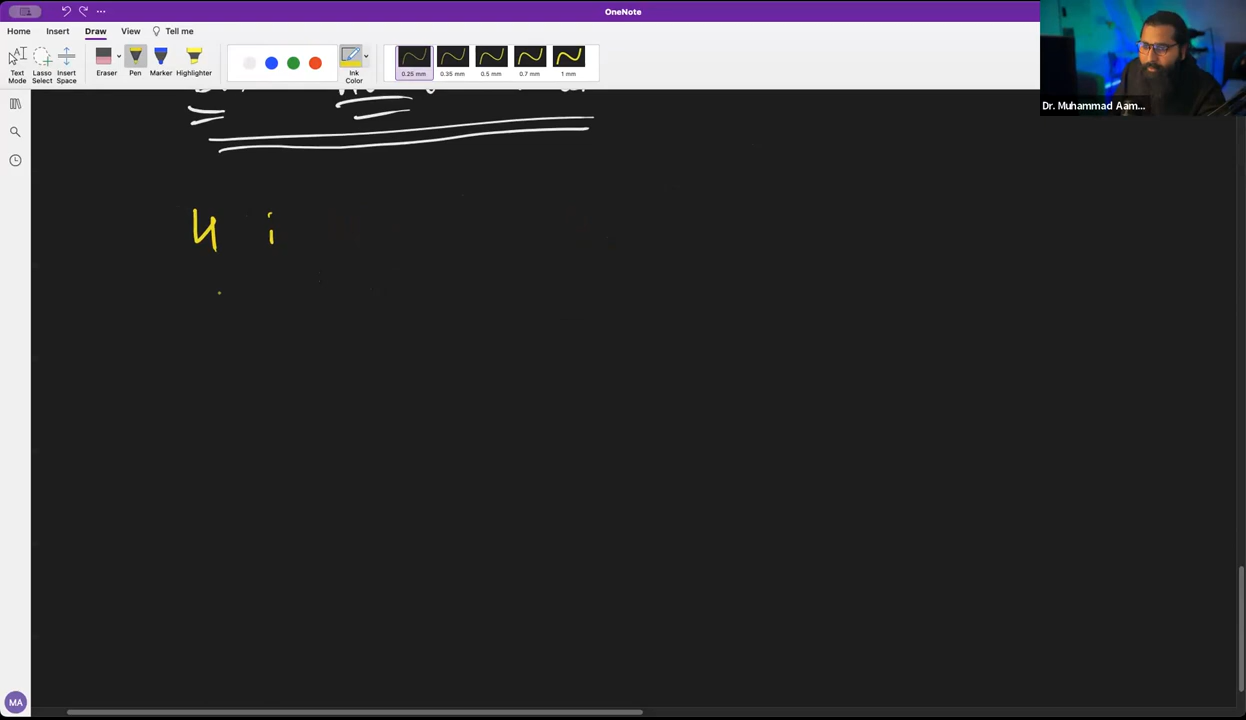 OneNote
Home Insert Draw View Tell me
Text Mode
Lasso Select
Insert Space
Eraser
Pen
Marker
Highlighter
Ink Color
0.25 mm 0.35 mm 0.5 mm 0.7 mm 1 mm
Dr. Muhammad Aam...
4 i
MA